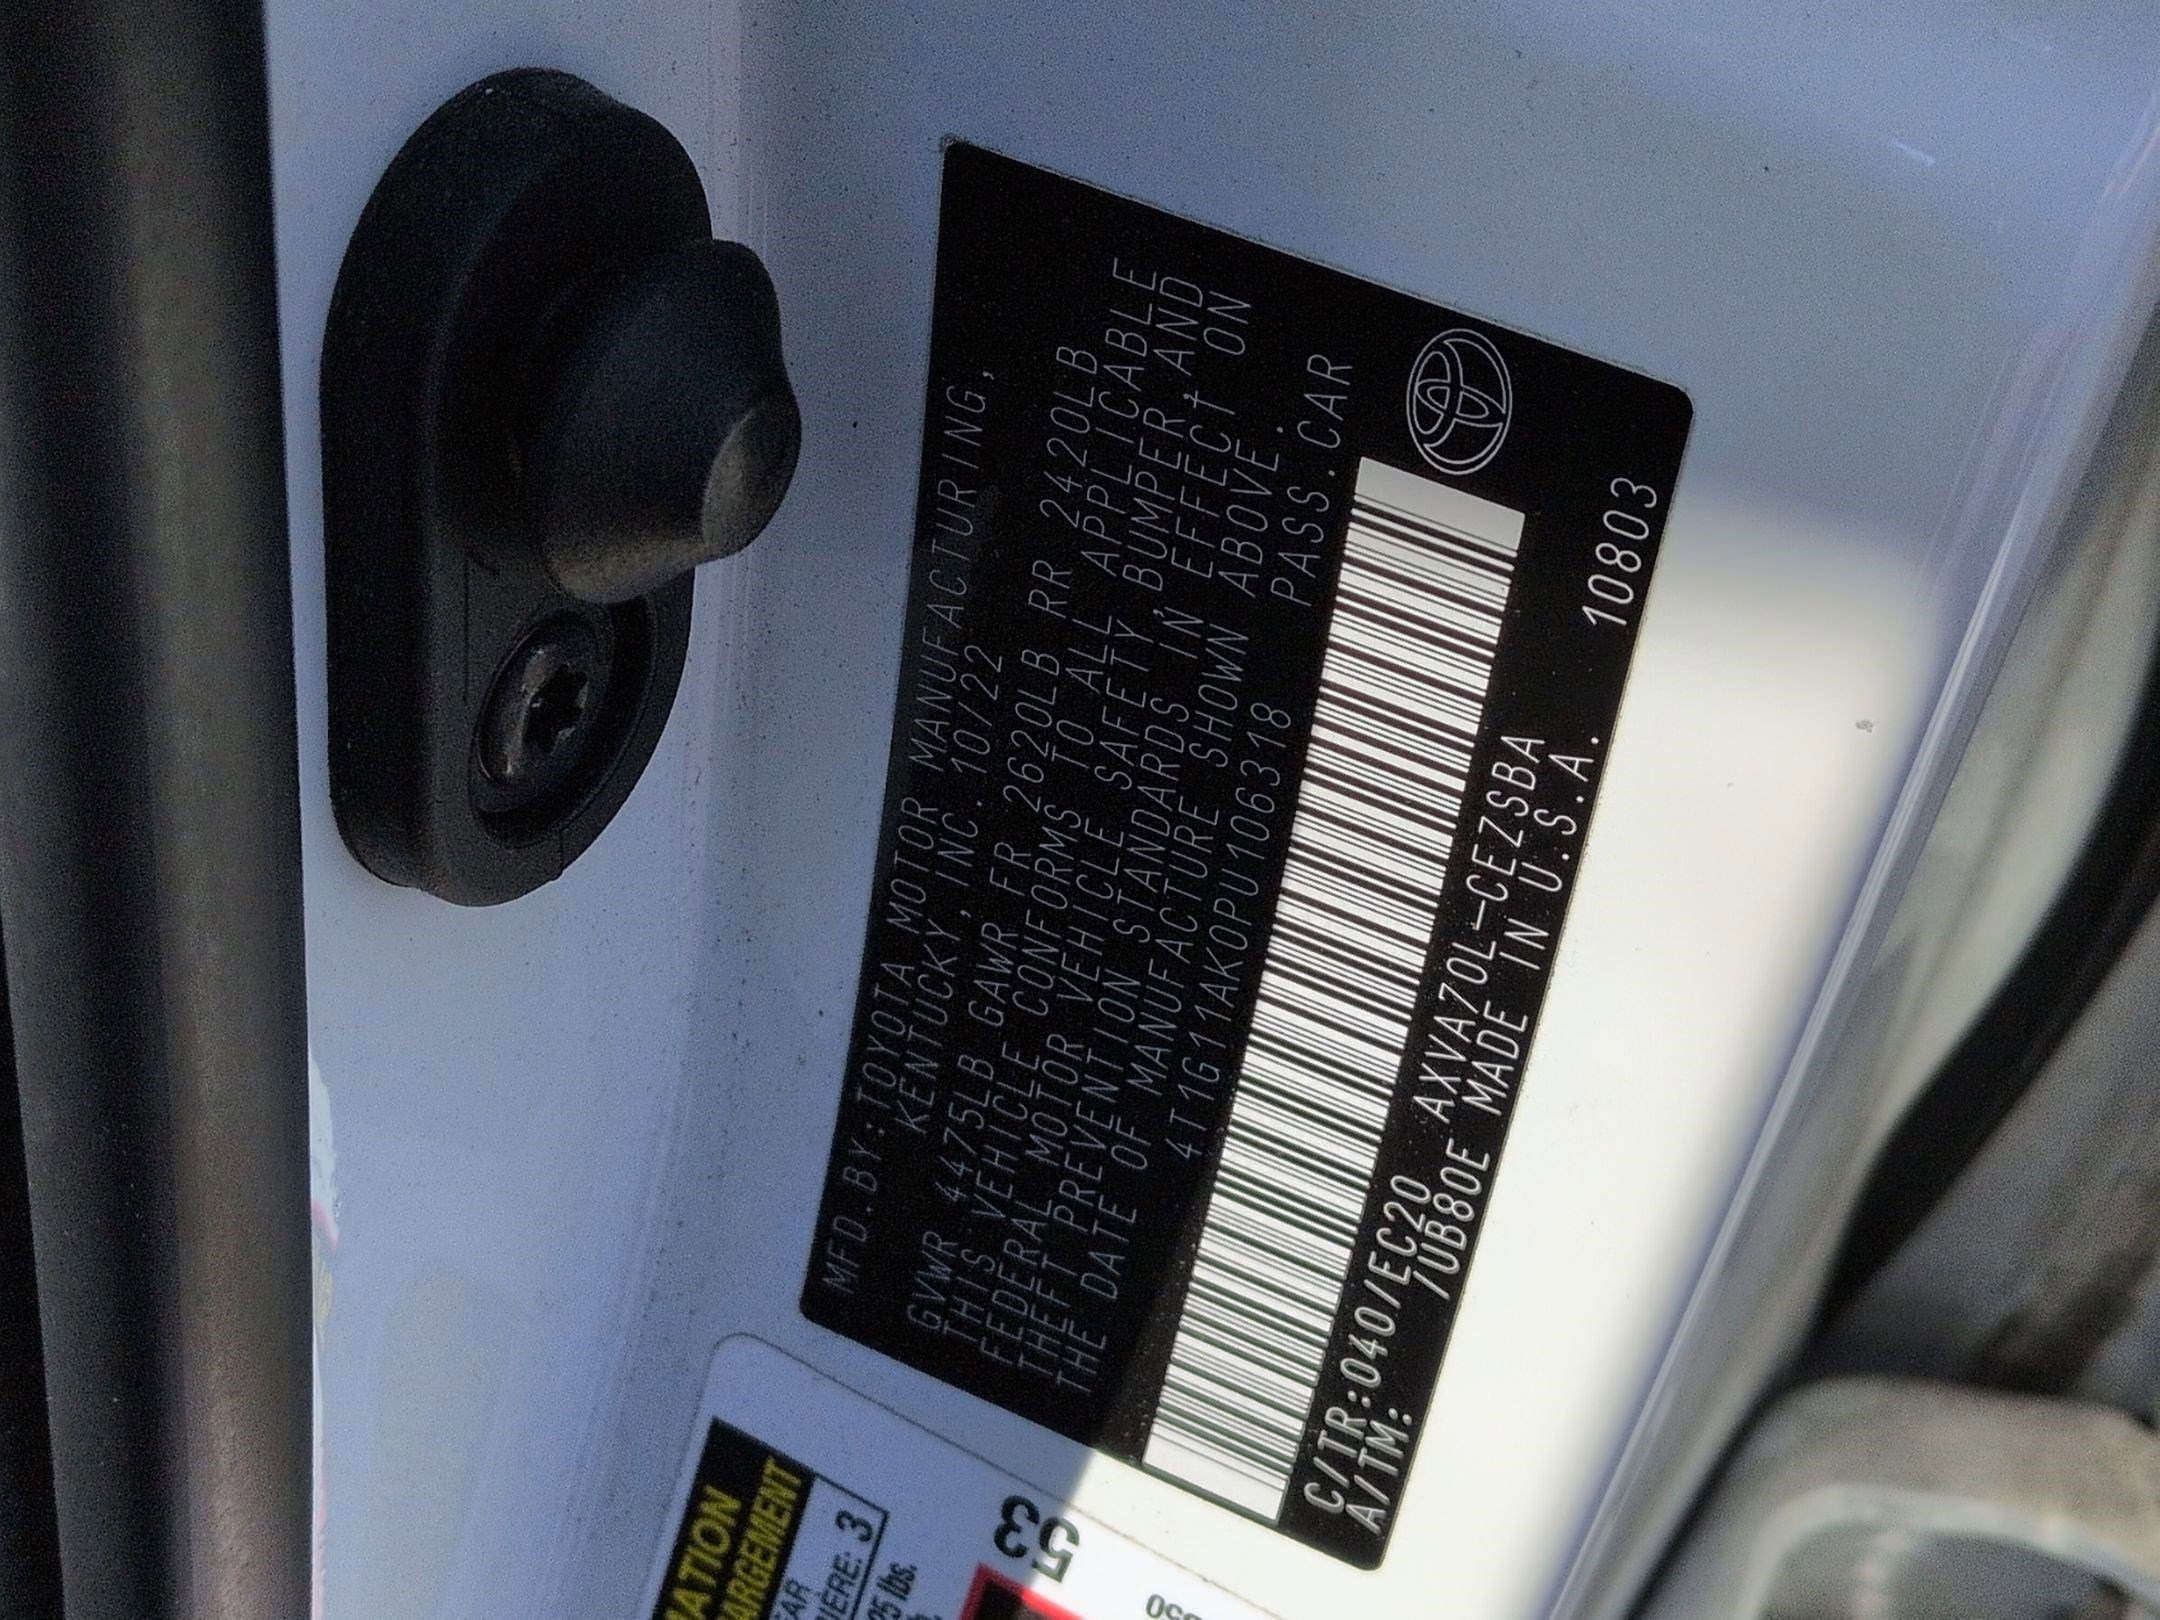 MFD.BY:TOYOTA MOTOR MANUFACTURING,
KENTUCKY, INC. 10/22
GVWR 4475LB GAWR FR 2620LB RR 2420LB
THIS VEHICLE CONFORMS TO ALL APPLICABLE
FEDERAL MOTOR VEHICLE SAFETY,BUMPER,AND
THEFT PREVENTION STANDARDS IN EFFECT ON
THE DATE OF MANUFACTURE SHOWN ABOVE.
4T1G11AK0PU106318 PASS.CAR
C/TR:040/EC20 AXVA70L-CEZSBA
A/TM: /UB80E MADE IN U.S.A. 10803
53